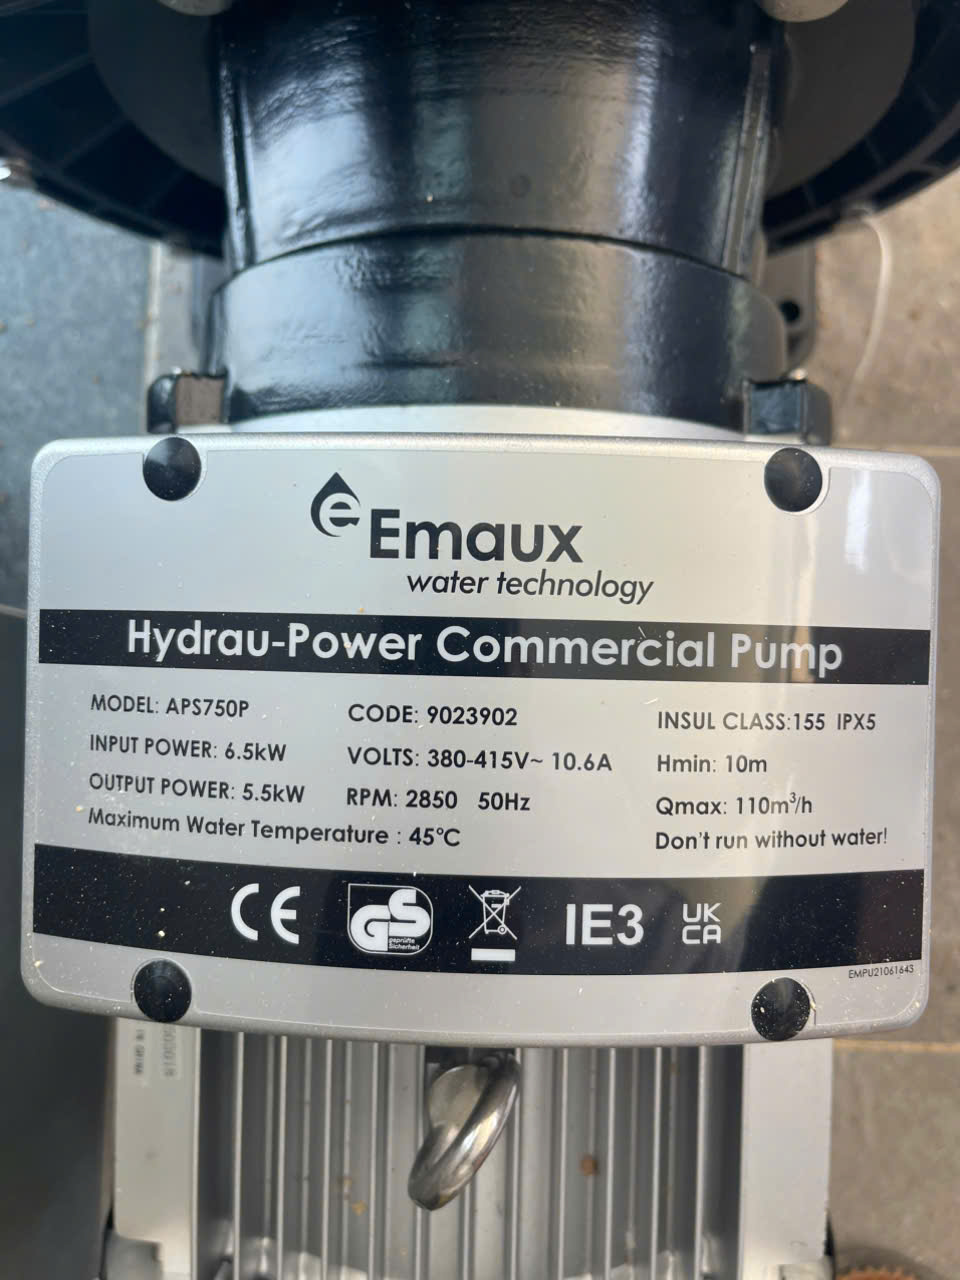 e Emaux
water technology
Hydrau-Power Commercial Pump
MODEL: APS750P CODE: 9023902 INSUL CLASS:155 IPX5
INPUT POWER: 6.5kW VOLTS: 380-415V~ 10.6A Hmin: 10m
OUTPUT POWER: 5.5kW RPM: 2850 50Hz Qmax: 110m³/h
Maximum Water Temperature : 45°C Don't run without water!
CE GS geprüfte Sicherheit IE3 UK CA
EMPU21061643